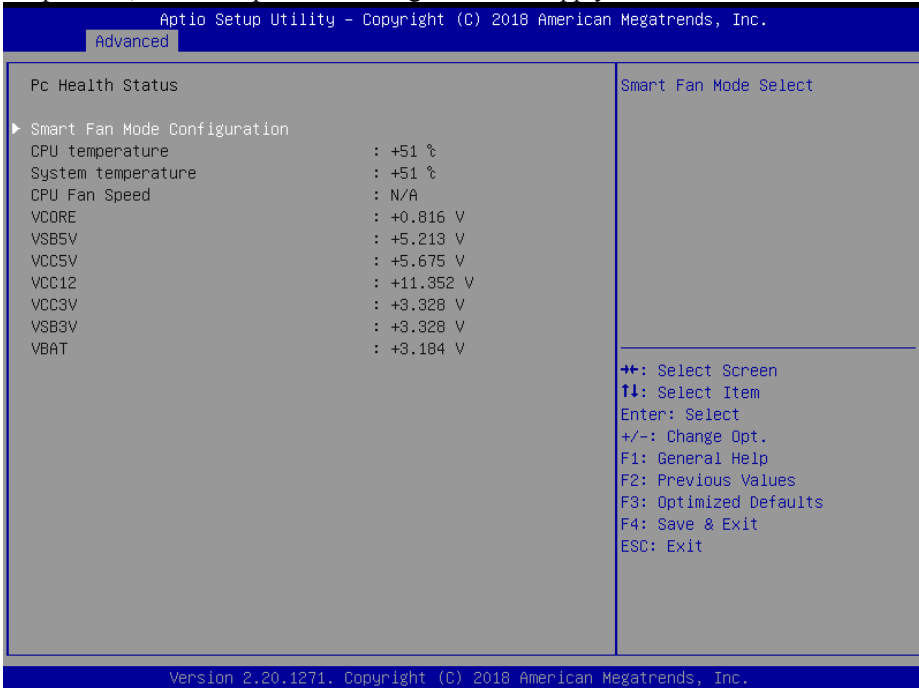 Aptio Setup Utility – Copyright (C) 2018 American Megatrends, Inc.
Advanced
Pc Health Status
Smart Fan Mode Configuration
CPU temperature : +51 ℃
System temperature : +51 ℃
CPU Fan Speed : N/A
VCORE : +0.816 V
VSB5V : +5.213 V
VCC5V : +5.675 V
VCC12 : +11.352 V
VCC3V : +3.328 V
VSB3V : +3.328 V
VBAT : +3.184 V
Smart Fan Mode Select
→←: Select Screen
↑↓: Select Item
Enter: Select
+/-: Change Opt.
F1: General Help
F2: Previous Values
F3: Optimized Defaults
F4: Save & Exit
ESC: Exit
Version 2.20.1271. Copyright (C) 2018 American Megatrends, Inc.